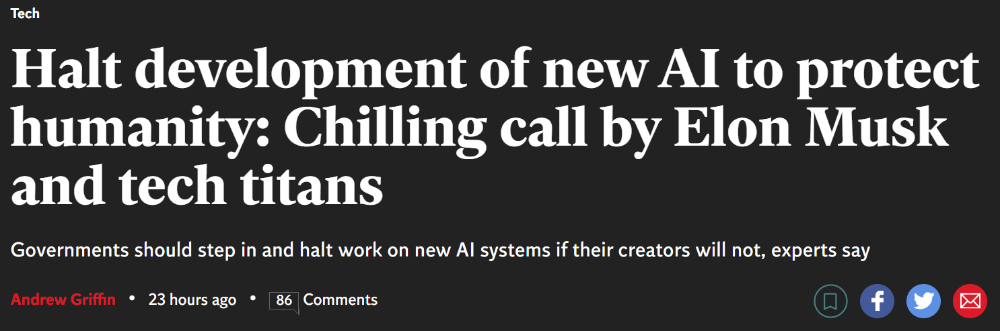 Tech
Halt development of new AI to protect
humanity: Chilling call by Elon Musk
and tech titans
Governments should step in and halt work on new AI systems if their creators will not, experts say
Andrew Griffin • 23 hours ago • 86 Comments